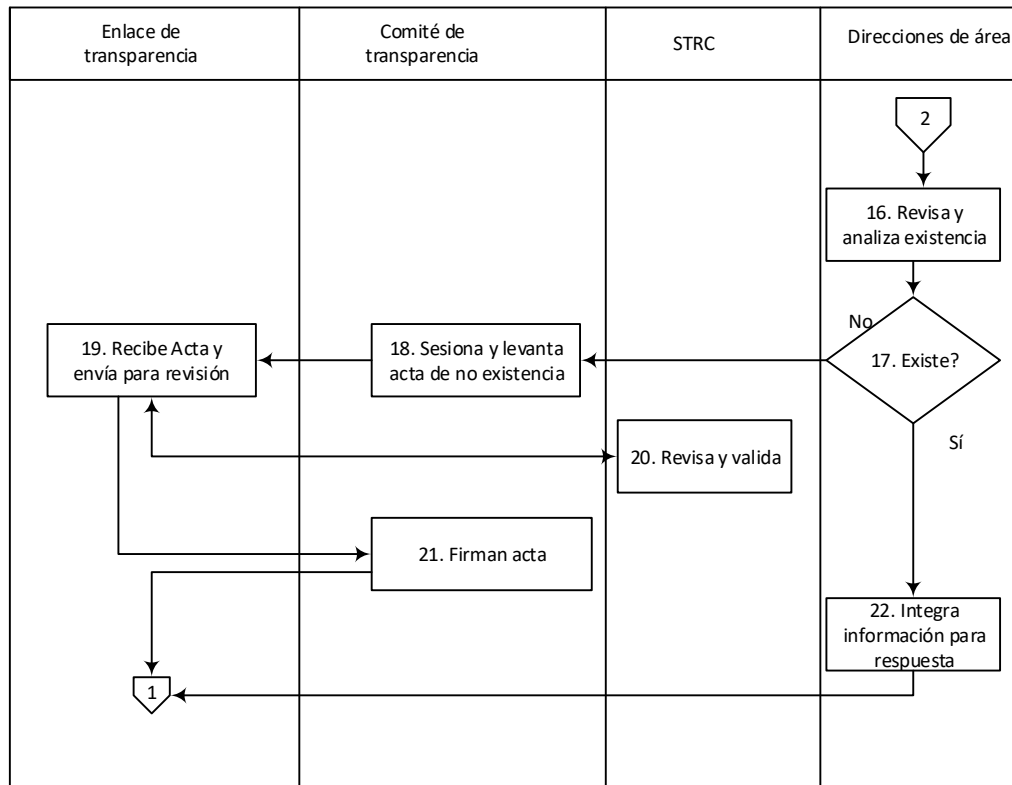 Enlace de
transparencia
Comité de
transparencia
STRC
Direcciones de área
2
16. Revisa y
analiza existencia
No
17. Existe?
Sí
18. Sesiona y levanta
acta de no existencia
19. Recibe Acta y
envía para revisión
20. Revisa y valida
21. Firman acta
22. Integra
información para
respuesta
1